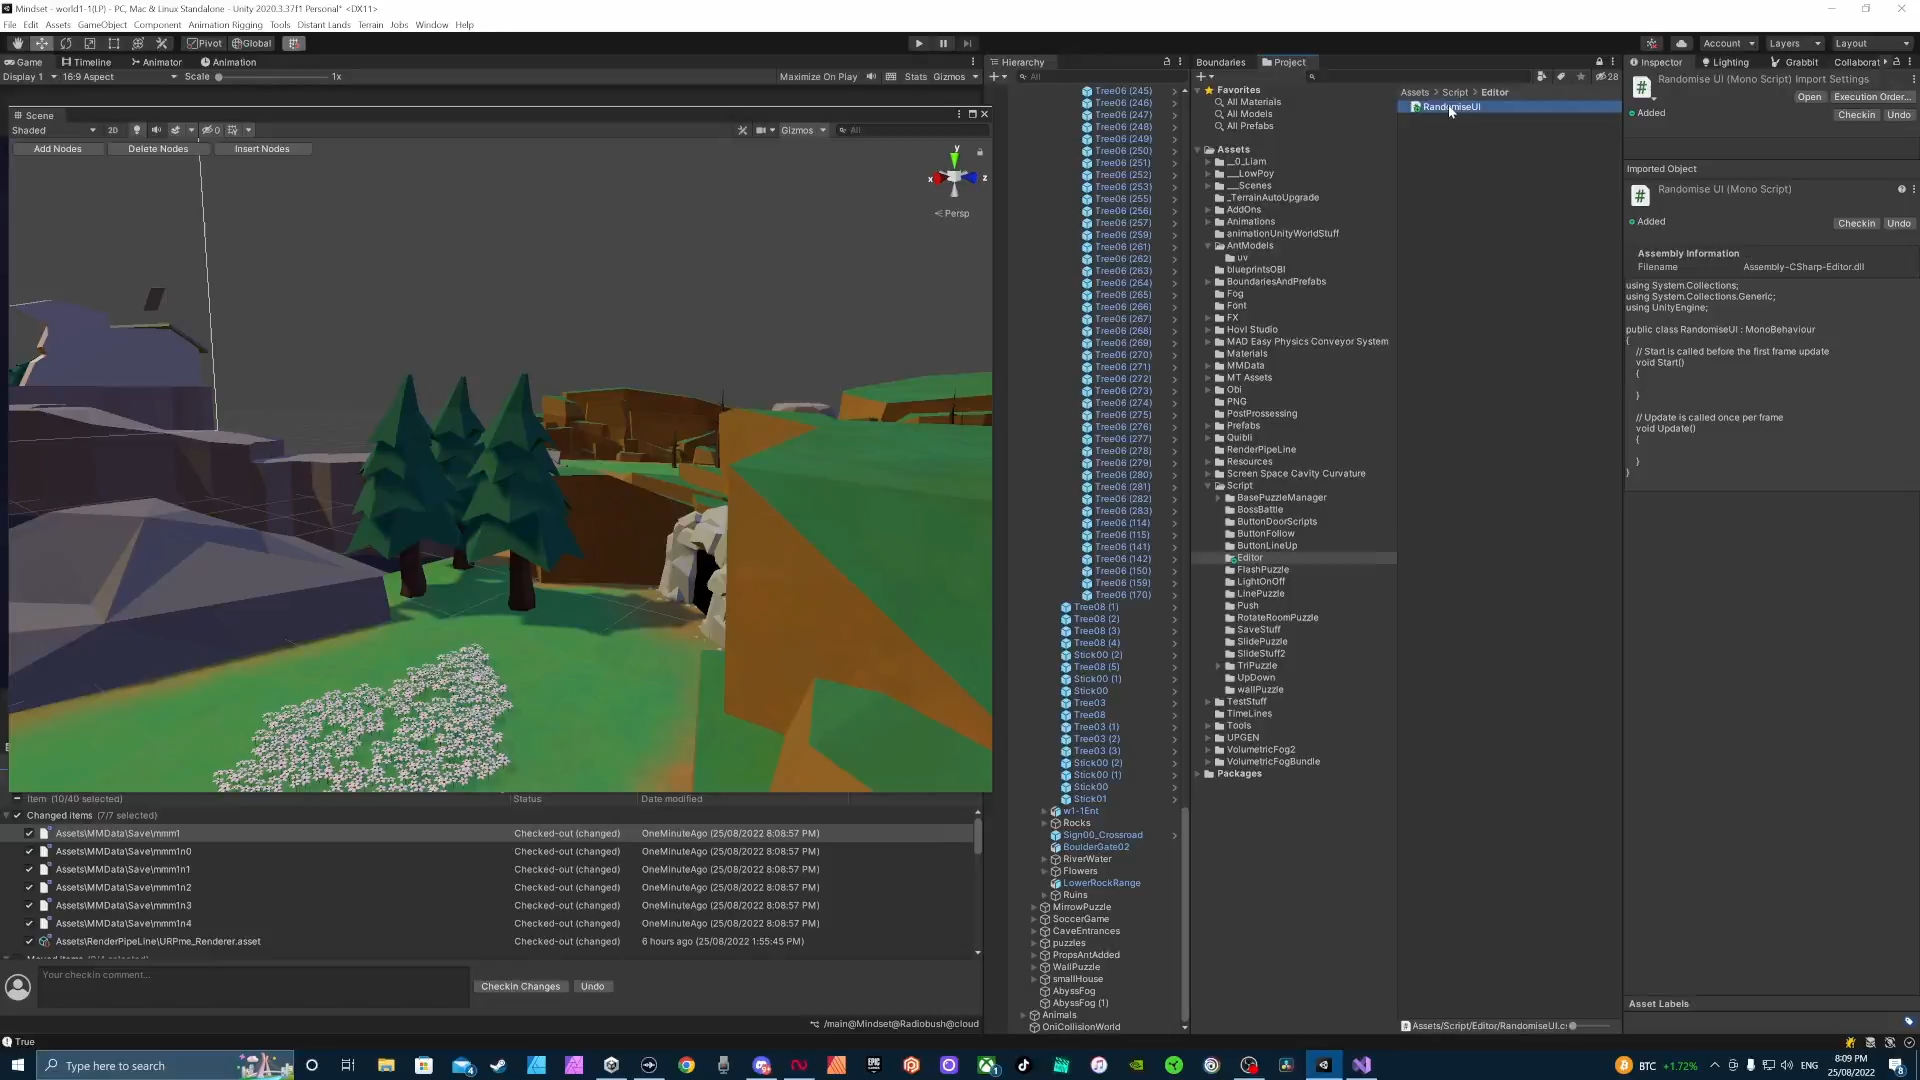 Mindset - world1-1(LP) - PC, Mac & Linux Standalone - Unity 2020.3.37f1 Personal* <DX11>
File Edit Assets GameObject Component Animation Rigging Tools Distant Lands Terrain Jobs Window Help
Pivot Global Account Layers Layout
Game Timeline Animator Animation
Display 1 16:9 Aspect Scale 1x Maximize On Play Stats Gizmos
Scene
Shaded 2D 0 Gizmos All
Add Nodes Delete Nodes Insert Nodes
y
x z
< Persp
Item (10/40 selected) Status Date modified
Changed items (7/7 selected)
Assets\MMData\Save\mmm1 Checked-out (changed) OneMinuteAgo (25/08/2022 8:08:57 PM)
Assets\MMData\Save\mmm1n0 Checked-out (changed) OneMinuteAgo (25/08/2022 8:08:57 PM)
Assets\MMData\Save\mmm1n1 Checked-out (changed) OneMinuteAgo (25/08/2022 8:08:57 PM)
Assets\MMData\Save\mmm1n2 Checked-out (changed) OneMinuteAgo (25/08/2022 8:08:57 PM)
Assets\MMData\Save\mmm1n3 Checked-out (changed) OneMinuteAgo (25/08/2022 8:08:57 PM)
Assets\MMData\Save\mmm1n4 Checked-out (changed) OneMinuteAgo (25/08/2022 8:08:57 PM)
Assets\RenderPipeLine\URPme_Renderer.asset Checked-out (changed) 6 hours ago (25/08/2022 1:55:45 PM)
Your checkin comment...
Checkin Changes Undo
/main@Mindset@Radiobush@cloud
True
Hierarchy
All
Tree06 (245)
Tree06 (246)
Tree06 (247)
Tree06 (248)
Tree06 (249)
Tree06 (250)
Tree06 (251)
Tree06 (252)
Tree06 (253)
Tree06 (255)
Tree06 (256)
Tree06 (257)
Tree06 (259)
Tree06 (261)
Tree06 (262)
Tree06 (263)
Tree06 (264)
Tree06 (265)
Tree06 (266)
Tree06 (267)
Tree06 (268)
Tree06 (269)
Tree06 (270)
Tree06 (271)
Tree06 (272)
Tree06 (273)
Tree06 (274)
Tree06 (275)
Tree06 (276)
Tree06 (277)
Tree06 (278)
Tree06 (279)
Tree06 (280)
Tree06 (281)
Tree06 (282)
Tree06 (283)
Tree06 (114)
Tree06 (115)
Tree06 (141)
Tree06 (142)
Tree06 (150)
Tree06 (159)
Tree06 (170)
Tree08 (1)
Tree08 (2)
Tree08 (3)
Tree08 (4)
Stick00 (2)
Tree08 (5)
Stick00 (1)
Stick00
Tree03
Tree08
Tree03 (1)
Tree03 (2)
Tree03 (3)
Stick00 (2)
Stick00 (1)
Stick00
Stick01
w1-1Ent
Rocks
Sign00_Crossroad
BoulderGate02
RiverWater
Flowers
LowerRockRange
Ruins
MirrowPuzzle
SoccerGame
CaveEntrances
puzzles
PropsAntAdded
WallPuzzle
smallHouse
AbyssFog
AbyssFog (1)
Animals
OniCollisionWorld
Boundaries Project
28
Favorites
All Materials
All Models
All Prefabs
Assets
__0_Liam
___LowPoy
___Scenes
_TerrainAutoUpgrade
AddOns
Animations
animationUnityWorldStuff
AntModels
uv
blueprintsOBI
BoundariesAndPrefabs
Fog
Font
FX
Hovl Studio
MAD Easy Physics Conveyor System
Materials
MMData
MT Assets
Obi
PNG
PostProssessing
Prefabs
Quibli
RenderPipeLine
Resources
Screen Space Cavity Curvature
Script
BasePuzzleManager
BossBattle
ButtonDoorScripts
ButtonFollow
ButtonLineUp
Editor
FlashPuzzle
LightOnOff
LinePuzzle
Push
RotateRoomPuzzle
SaveStuff
SlidePuzzle
SlideStuff2
TriPuzzle
UpDown
wallPuzzle
TestStuff
TimeLines
Tools
UPGEN
VolumetricFog2
VolumetricFogBundle
Packages
Assets > Script > Editor
RandomiseUI
Assets/Script/Editor/RandomiseUI.c
Inspector Lighting Grabbit Collaborat
Randomise UI (Mono Script) Import Settings
Open Execution Order...
Added Checkin Undo
Imported Object
Randomise UI (Mono Script)
Added Checkin Undo
Assembly Information
Filename Assembly-CSharp-Editor.dll
using System.Collections;
using System.Collections.Generic;
using UnityEngine;
public class RandomiseUI : MonoBehaviour
{
// Start is called before the first frame update
void Start()
{
}
// Update is called once per frame
void Update()
{
}
}
Asset Labels
Type here to search
BTC +1.72% ENG 8:09 PM
25/08/2022